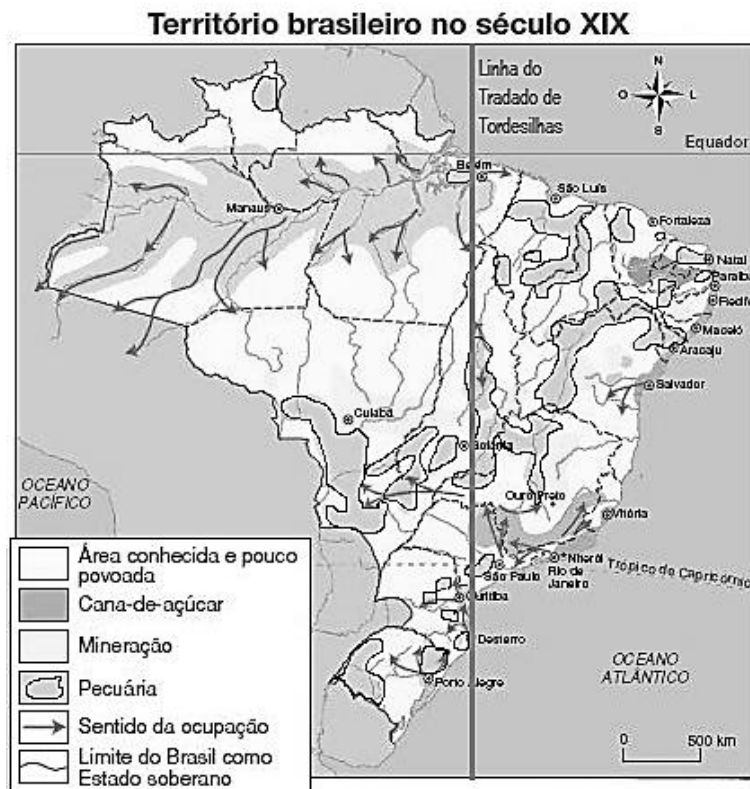 Território brasileiro no século XIX
Linha do
Tradado de
Tordesilhas
N
O
L
S
Equador
Belém
São Luís
Manaus
Fortaleza
Natal
Paraíba
Recife
Maceió
Aracaju
Salvador
Cuiabá
Goiânia
OCEANO
PACÍFICO
Ouro Preto
Vitória
Niterói
Rio de
Janeiro
São Paulo
Trópico de Capricórnio
Curitiba
Desterro
Porto Alegre
OCEANO
ATLÂNTICO
0 500 km
Área conhecida e pouco
povoada
Cana-de-açúcar
Mineração
Pecuária
Sentido da ocupação
Limite do Brasil como
Estado soberano